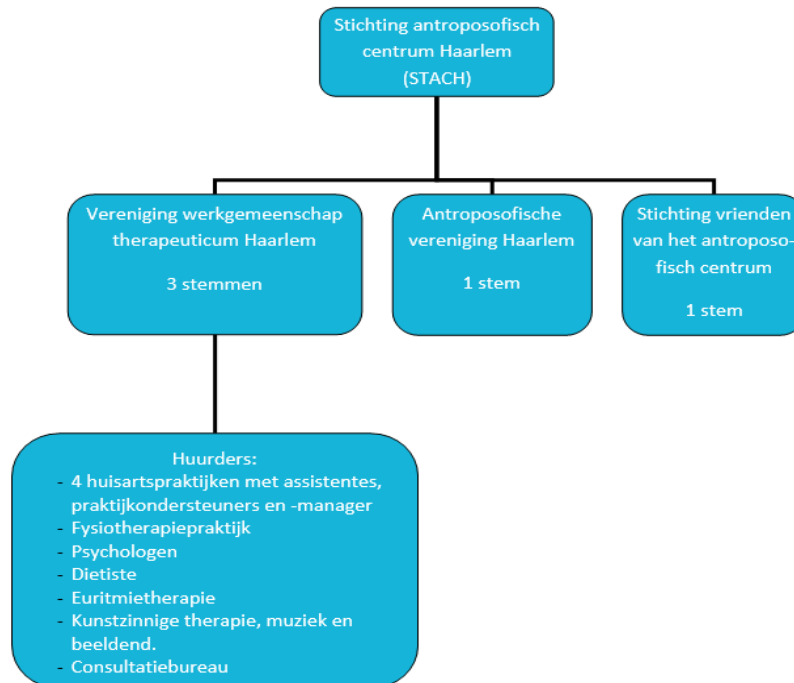 Stichting antroposofisch
centrum Haarlem
(STACH)
Vereniging werkgemeenschap
therapeuticum Haarlem
3 stemmen
Antroposofische
vereniging Haarlem
1 stem
Stichting vrienden
van het antroposo-
fisch centrum
1 stem
Huurders:
- 4 huisartspraktijken met assistentes,
praktijkondersteuners en -manager
- Fysiotherapiepraktijk
- Psychologen
- Dietiste
- Euritmietherapie
- Kunstzinnige therapie, muziek en
beeldend.
- Consultatiebureau